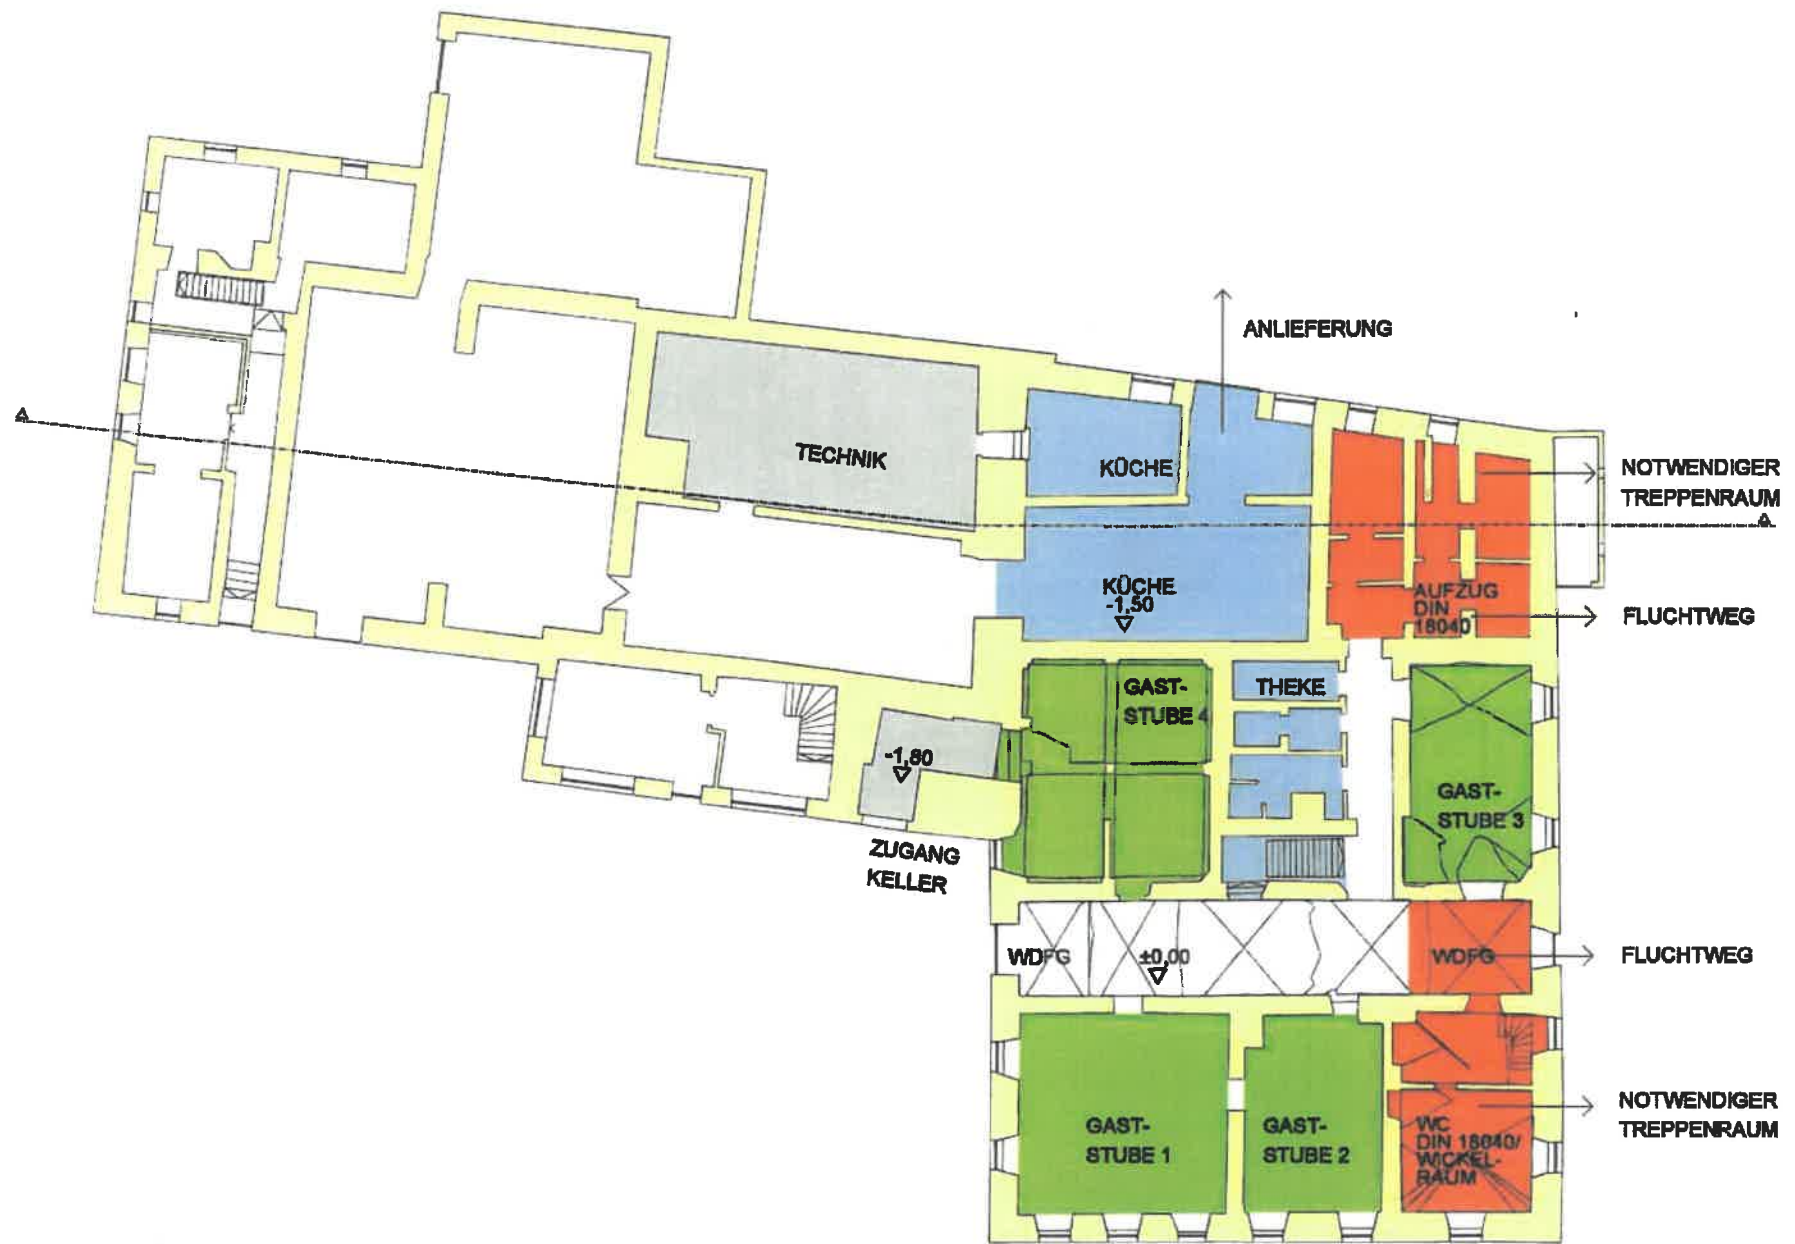 ANLIEFERUNG
TECHNIK
KÜCHE
NOTWENDIGER
TREPPENRAUM
KÜCHE
-1,50
AUFZUG
DIN
18040
FLUCHTWEG
GAST-
STUBE 4
THEKE
-1,80
GAST-
STUBE 3
ZUGANG
KELLER
WDFG
±0,00
WDFG
FLUCHTWEG
GAST-
STUBE 1
GAST-
STUBE 2
WC
DIN 18040/
WICKEL-
RAUM
NOTWENDIGER
TREPPENRAUM